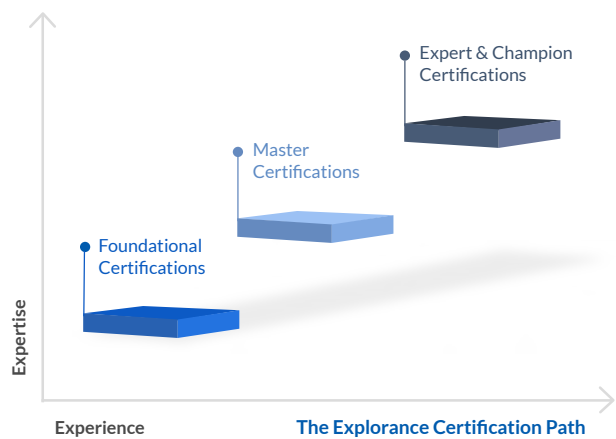 Expert & Champion
Certifications
Master
Certifications
Foundational
Certifications
Expertise
Experience
The Explorance Certification Path